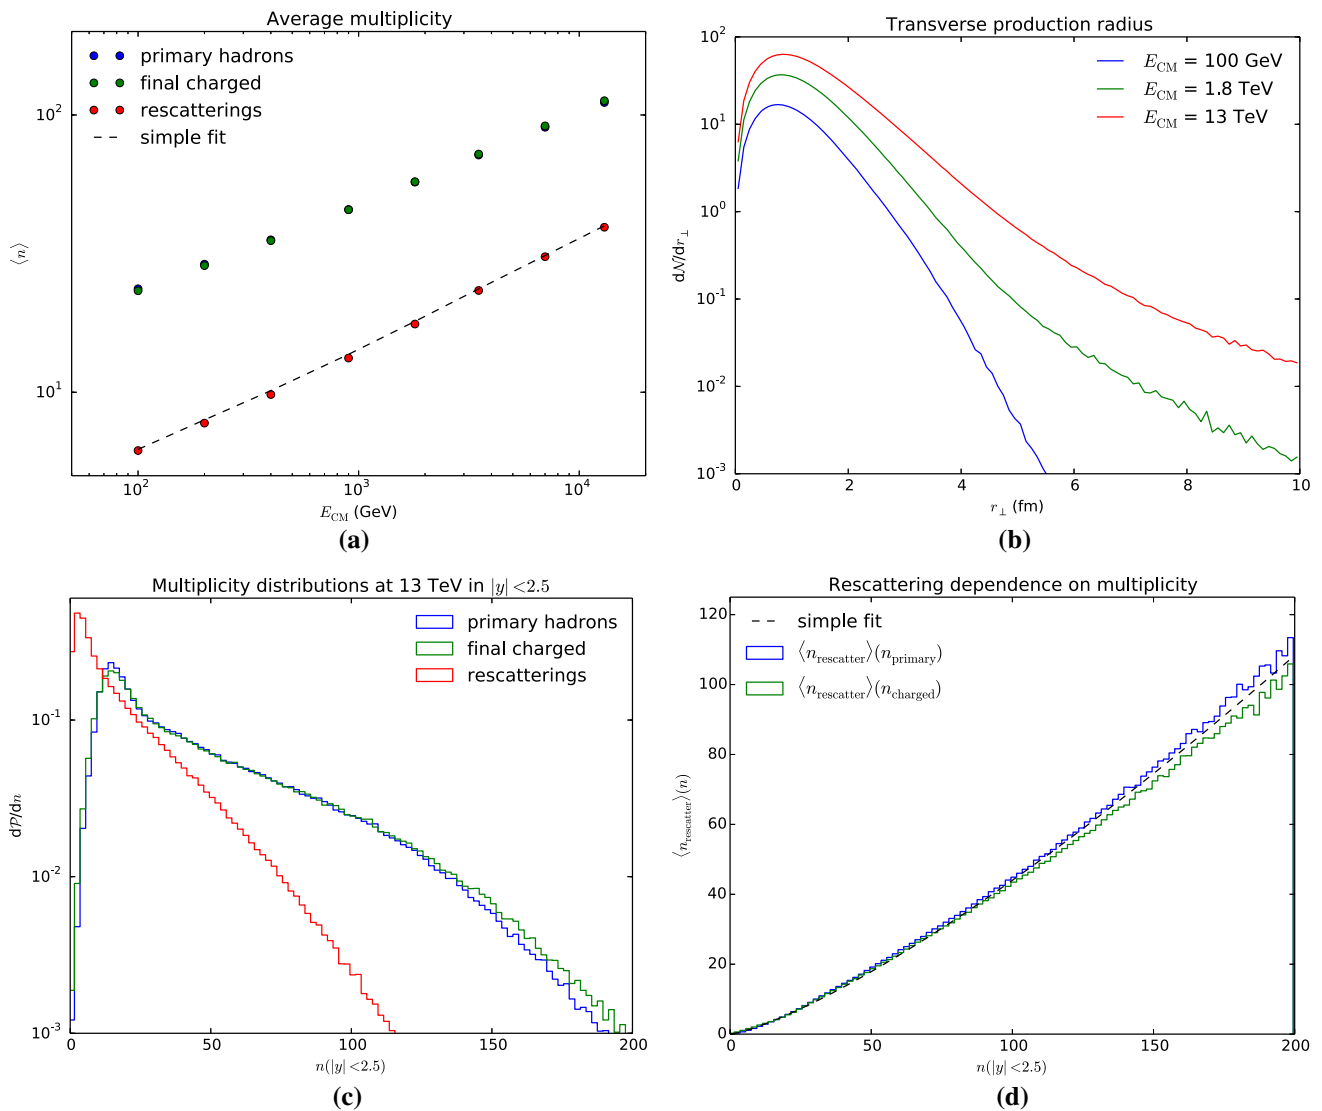 Average multiplicity
primary hadrons
final charged
rescatterings
simple fit
10²
10¹
⟨n⟩
10² 10³ 10⁴
E_CM (GeV)
(a)
Transverse production radius
E_CM = 100 GeV
E_CM = 1.8 TeV
E_CM = 13 TeV
10²
10¹
10⁰
10⁻¹
10⁻²
10⁻³
dN/dr⊥
0 2 4 6 8 10
r⊥ (fm)
(b)
Multiplicity distributions at 13 TeV in |y| < 2.5
primary hadrons
final charged
rescatterings
10⁻¹
10⁻²
10⁻³
dP/dn
0 50 100 150 200
n(|y| < 2.5)
(c)
Rescattering dependence on multiplicity
simple fit
⟨n_rescatter⟩(n_primary)
⟨n_rescatter⟩(n_charged)
120
100
80
60
40
20
0
⟨n_rescatter⟩(n)
0 50 100 150 200
n(|y| < 2.5)
(d)